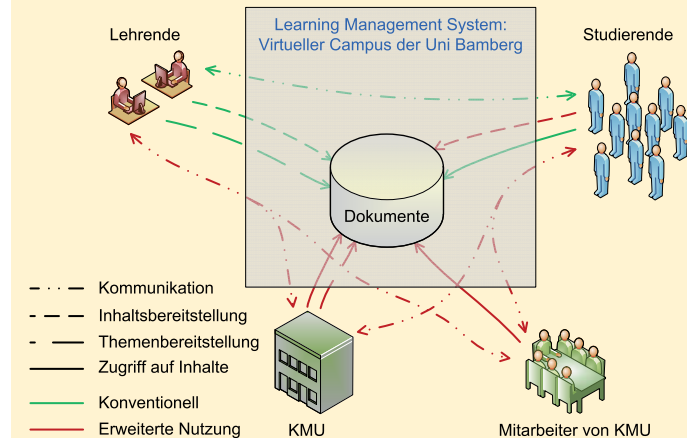 Learning Management System:
Virtueller Campus der Uni Bamberg
Lehrende
Studierende
Dokumente
Kommunikation
Inhaltsbereitstellung
Themenbereitstellung
Zugriff auf Inhalte
Konventionell
Erweiterte Nutzung
KMU
Mitarbeiter von KMU